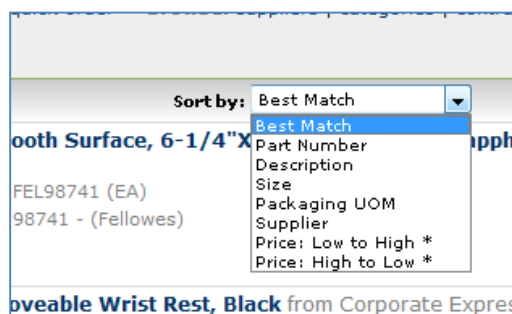 Sort by: Best Match
Best Match
ooth Surface, 6-1/4"X
Part Number
Description
Size
FEL98741 (EA)
Packaging UOM
98741 - (Fellowes)
Supplier
Price: Low to High *
Price: High to Low *
oveable Wrist Rest, Black from Corporate Expres